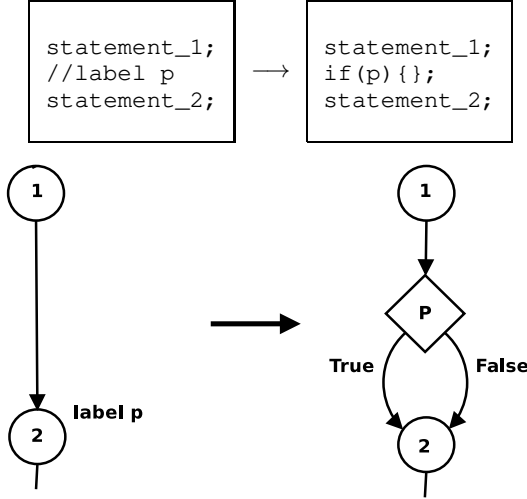 statement_1;
//label p
statement_2;
→
statement_1;
if(p){};
statement_2;
1
label p
2
1
P
True
False
2